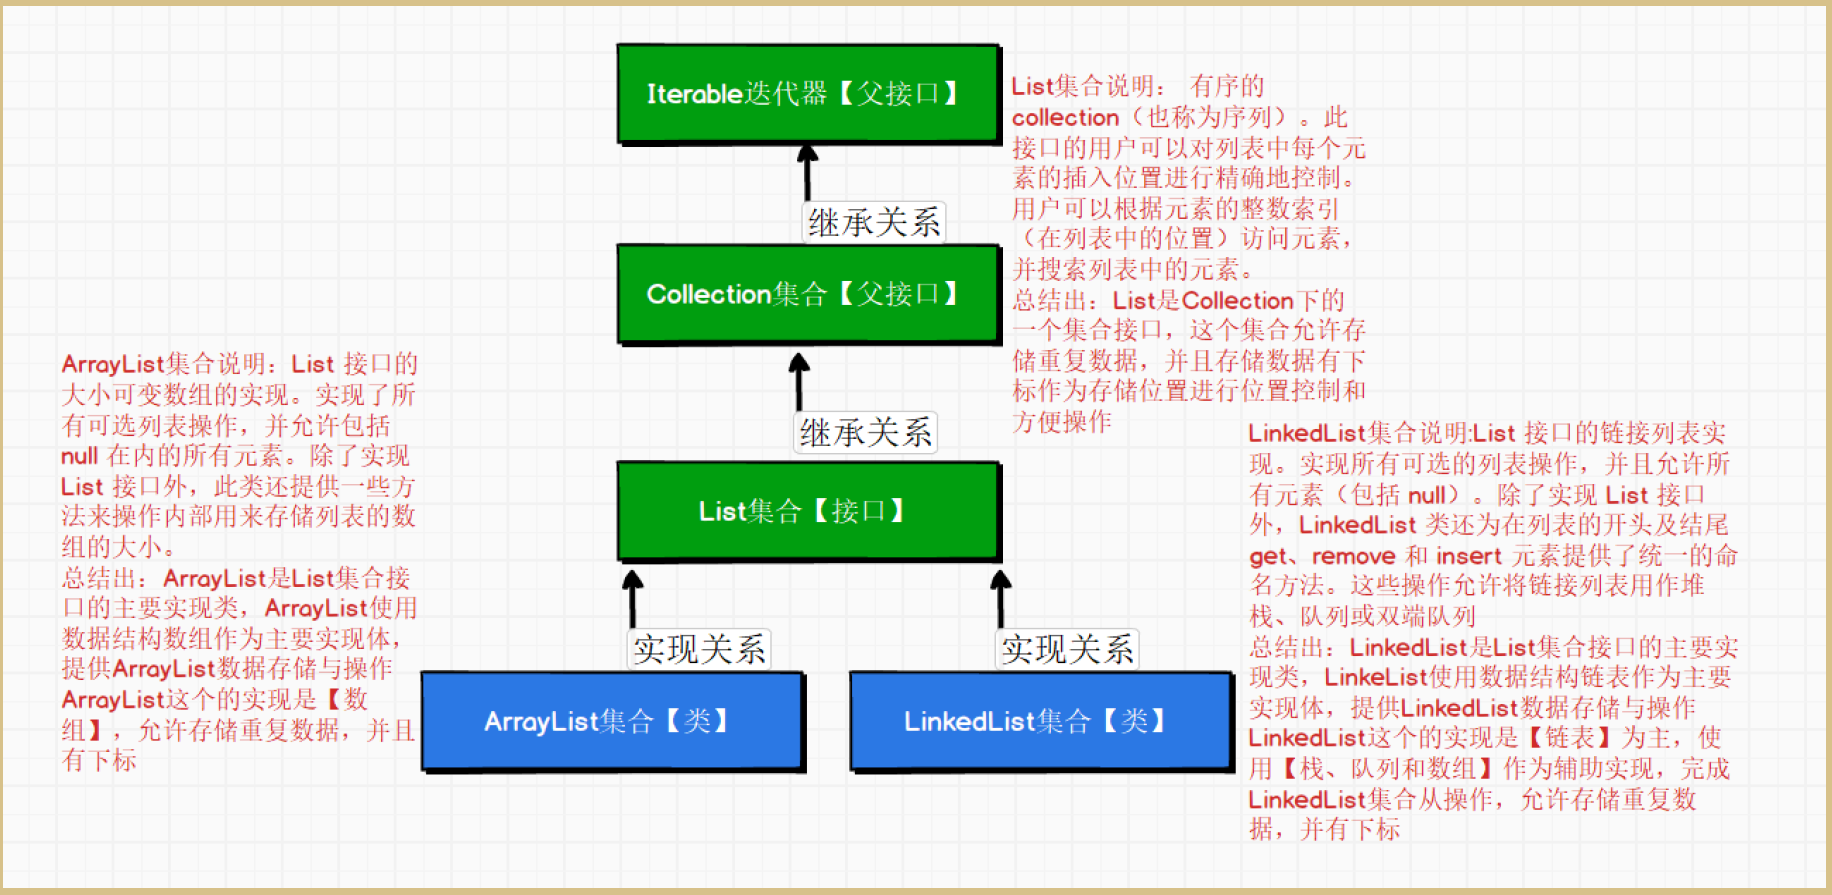 Iterable迭代器【父接口】
继承关系
Collection集合【父接口】
继承关系
List集合【接口】
实现关系
实现关系
ArrayList集合【类】
LinkedList集合【类】
List集合说明： 有序的
collection（也称为序列）。此
接口的用户可以对列表中每个元
素的插入位置进行精确地控制。
用户可以根据元素的整数索引
（在列表中的位置）访问元素，
并搜索列表中的元素。
总结出：List是Collection下的
一个集合接口，这个集合允许存
储重复数据，并且存储数据有下
标作为存储位置进行位置控制和
方便操作
ArrayList集合说明：List 接口的
大小可变数组的实现。实现了所
有可选列表操作，并允许包括
null 在内的所有元素。除了实现
List 接口外，此类还提供一些方
法来操作内部用来存储列表的数
组的大小。
总结出：ArrayList是List集合接
口的主要实现类，ArrayList使用
数据结构数组作为主要实现体，
提供ArrayList数据存储与操作
ArrayList这个的实现是【数
组】，允许存储重复数据，并且
有下标
LinkedList集合说明:List 接口的链接列表实
现。实现所有可选的列表操作，并且允许所
有元素（包括 null）。除了实现 List 接口
外，LinkedList 类还为在列表的开头及结尾
get、remove 和 insert 元素提供了统一的命
名方法。这些操作允许将链接列表用作堆
栈、队列或双端队列
总结出：LinkedList是List集合接口的主要实
现类，LinkeList使用数据结构链表作为主要
实现体，提供LinkedList数据存储与操作
LinkedList这个的实现是【链表】为主，使
用【栈、队列和数组】作为辅助实现，完成
LinkedList集合从操作，允许存储重复数
据，并有下标